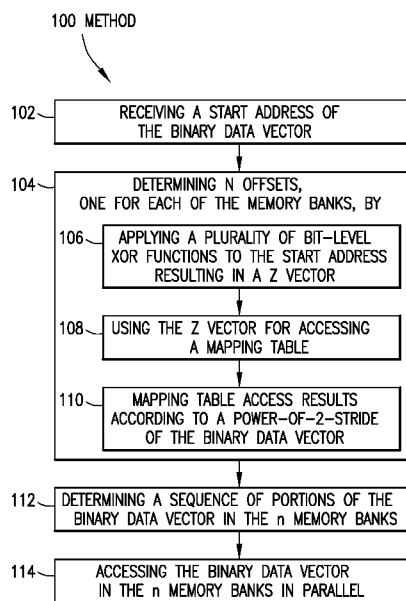 100 METHOD
102
RECEIVING A START ADDRESS OF
THE BINARY DATA VECTOR
104
DETERMINING N OFFSETS,
ONE FOR EACH OF THE MEMORY BANKS, BY
106
APPLYING A PLURALITY OF BIT-LEVEL
XOR FUNCTIONS TO THE START ADDRESS
RESULTING IN A Z VECTOR
108
USING THE Z VECTOR FOR ACCESSING
A MAPPING TABLE
110
MAPPING TABLE ACCESS RESULTS
ACCORDING TO A POWER-OF-2-STRIDE
OF THE BINARY DATA VECTOR
112
DETERMINING A SEQUENCE OF PORTIONS OF THE
BINARY DATA VECTOR IN THE n MEMORY BANKS
114
ACCESSING THE BINARY DATA VECTOR
IN THE n MEMORY BANKS IN PARALLEL